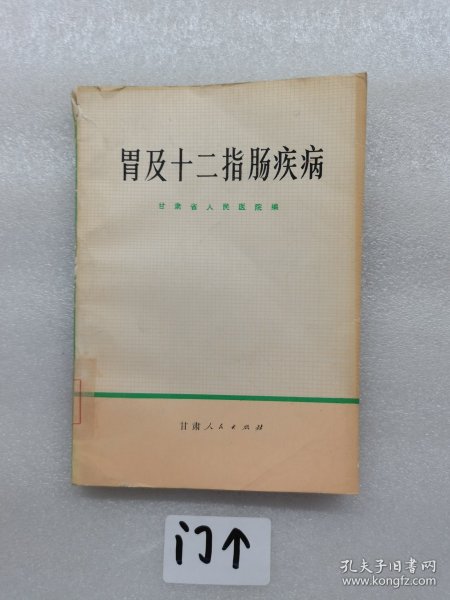 胃及十二指肠疾病
甘肃省人民医院编
甘肃人民出版社
门个
孔夫子旧书网
www.kongfz.com